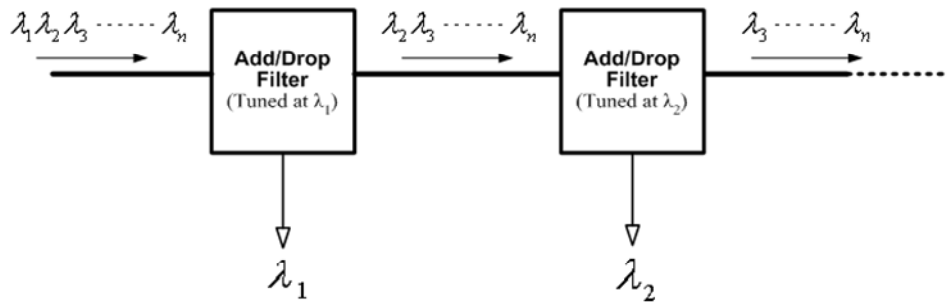 λ₁λ₂λ₃ ------ λₙ
λ₂λ₃ ------ λₙ
λ₃ ------ λₙ
Add/Drop
Filter
(Tuned at λ₁)
Add/Drop
Filter
(Tuned at λ₂)
λ₁
λ₂